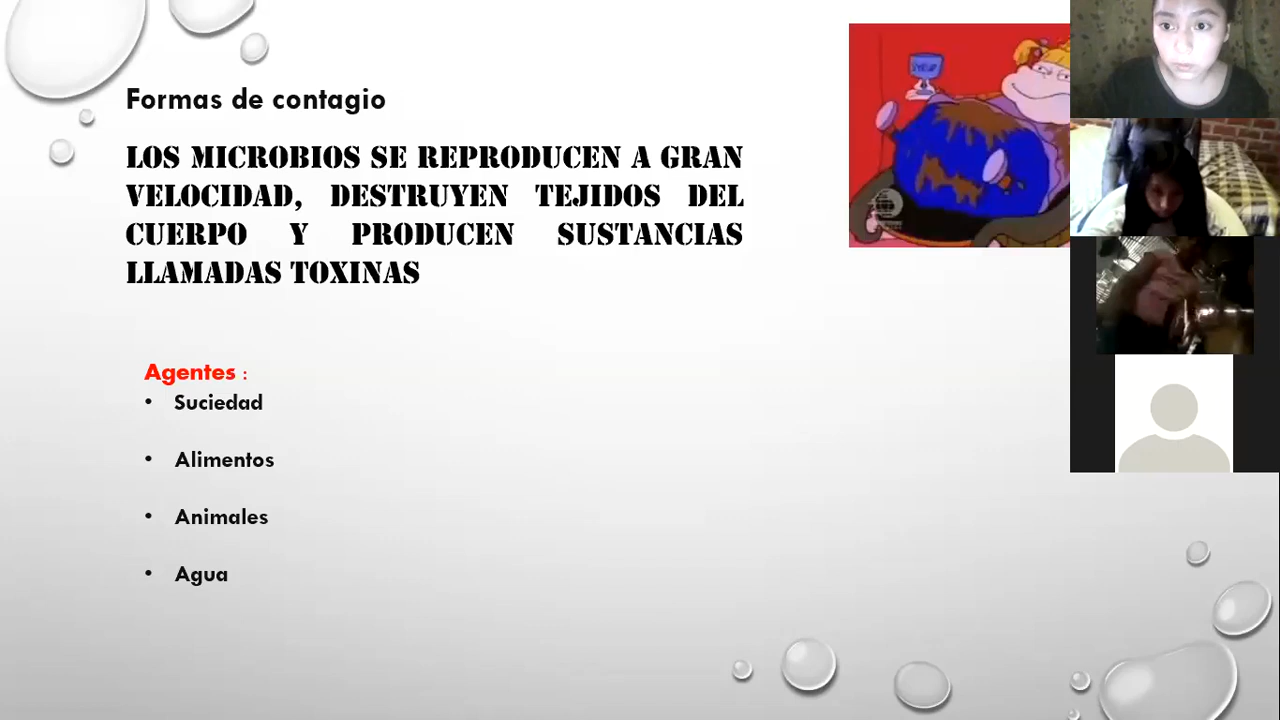 Formas de contagio
LOS MICROBIOS SE REPRODUCEN A GRAN
VELOCIDAD, DESTRUYEN TEJIDOS DEL
CUERPO Y PRODUCEN SUSTANCIAS
LLAMADAS TOXINAS
Agentes :
• Suciedad
• Alimentos
• Animales
• Agua